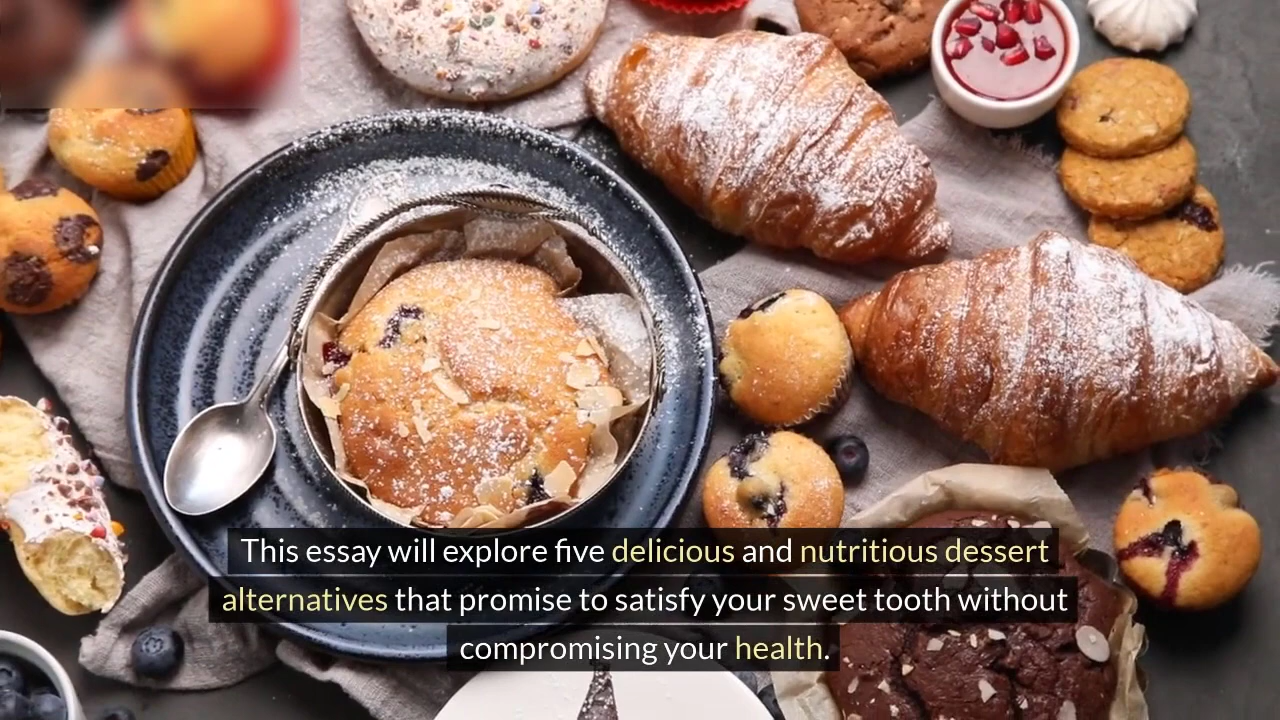 This essay will explore five delicious and nutritious dessert
alternatives that promise to satisfy your sweet tooth without
compromising your health.